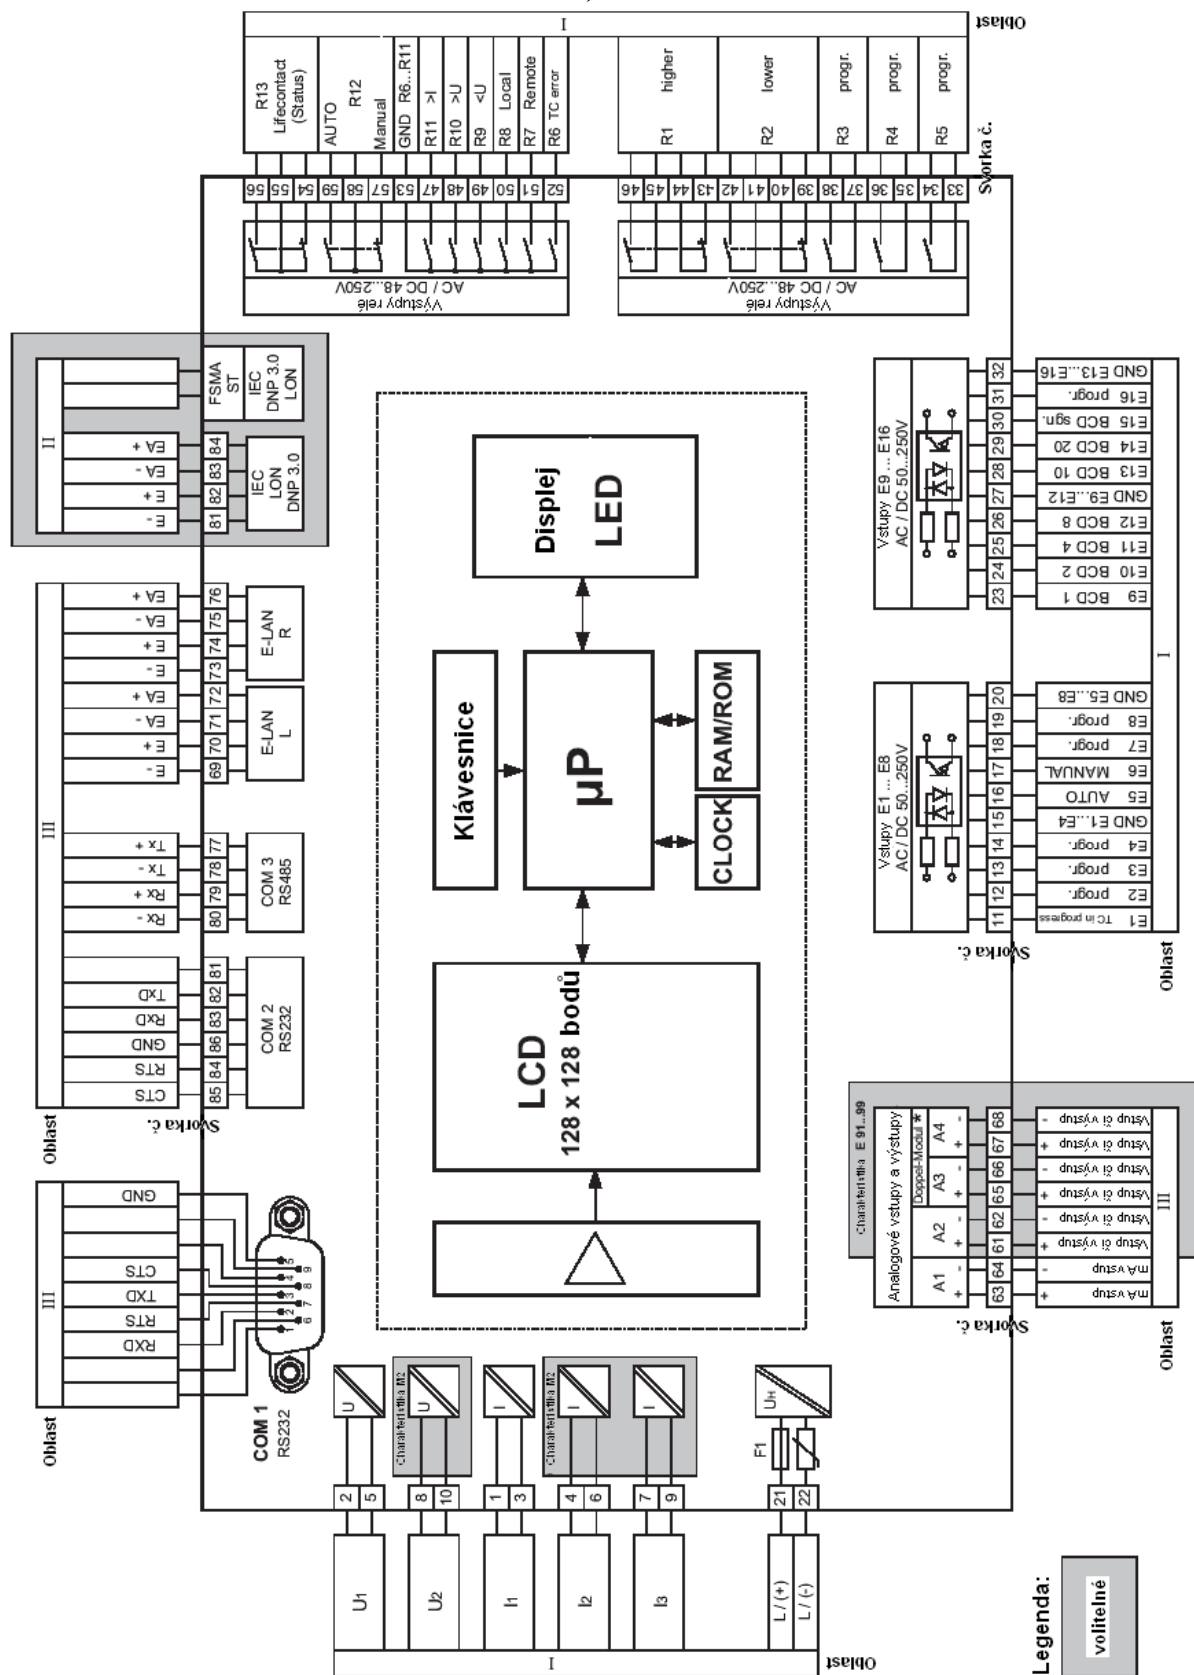 Oblast
I
R13
Lifecontact
(Status)
AUTO
R12
Manual
GND R6...R11
R11 >I
R10 >U
R9 <U
R8 Local
R7 Remote
R6 TC error
R1 higher
R2 lower
R3 progr.
R4 progr.
R5 progr.
Svorka č.
56 55 54 59 58 57 53 47 48 49 50 51 52
46 45 44 43 42 41 40 39 38 37 36 35 34 33
Výstupy relé
AC / DC 48...250V
Výstupy relé
AC / DC 48...250V
II
EA +
EA -
E +
E -
84 83 82 81
FSMA
ST
IEC
DNP 3.0
LON
IEC
LON
DNP 3.0
III
EA +
EA -
E +
E -
EA +
EA -
E +
E -
76 75 74 73 72 71 70 69
E-LAN
R
E-LAN
L
Tx +
Tx -
Rx +
Rx -
77 78 79 80
COM 3
RS485
TxD
RxD
GND
RTS
CTS
81 82 83 86 84 85
COM 2
RS232
Svorka č.
Oblast
III
GND
CTS
TXD
RTS
RXD
5 9 4 8 3 7 2 6 1
COM 1
RS232
Oblast
Displej
LED
Klávesnice
µP
CLOCK
RAM/ROM
LCD
128 x 128 bodů
Vstupy E9 ... E16
AC / DC 50...250V
32 31 30 29 28 27 26 25 24 23
GND E13...E16
E16 progr.
E15 BCD sgn.
E14 BCD 20
E13 BCD 10
GND E9...E12
E12 BCD 8
E11 BCD 4
E10 BCD 2
E9 BCD 1
I
Vstupy E1 ... E8
AC / DC 50...250V
20 19 18 17 16 15 14 13 12 11
GND E5...E8
E8 progr.
E7 progr.
E6 MANUAL
E5 AUTO
GND E1...E4
E4 progr.
E3 progr.
E2 progr.
E1 TC in progress
Svorka č.
Oblast
Charakteristika E 91...99
Analogové vstupy a výstupy
Doppel-Modul *
A4
A3
A2
A1
- + - + - + - +
68 67 66 65 62 61 64 63
- Vstup či výstup
+ Vstup či výstup
- Vstup či výstup
+ Vstup či výstup
- Vstup či výstup
+ Vstup či výstup
- mA vstup
+ mA vstup
III
Svorka č.
Oblast
U
Charakteristika M2
U
I
Charakteristika M2
I
I
F1
UH
2 5 8 10 1 3 4 6 7 9 21 22
U1
U2
I1
I2
I3
L / (+)
L / (-)
I
Oblast
Legenda:
volitelné